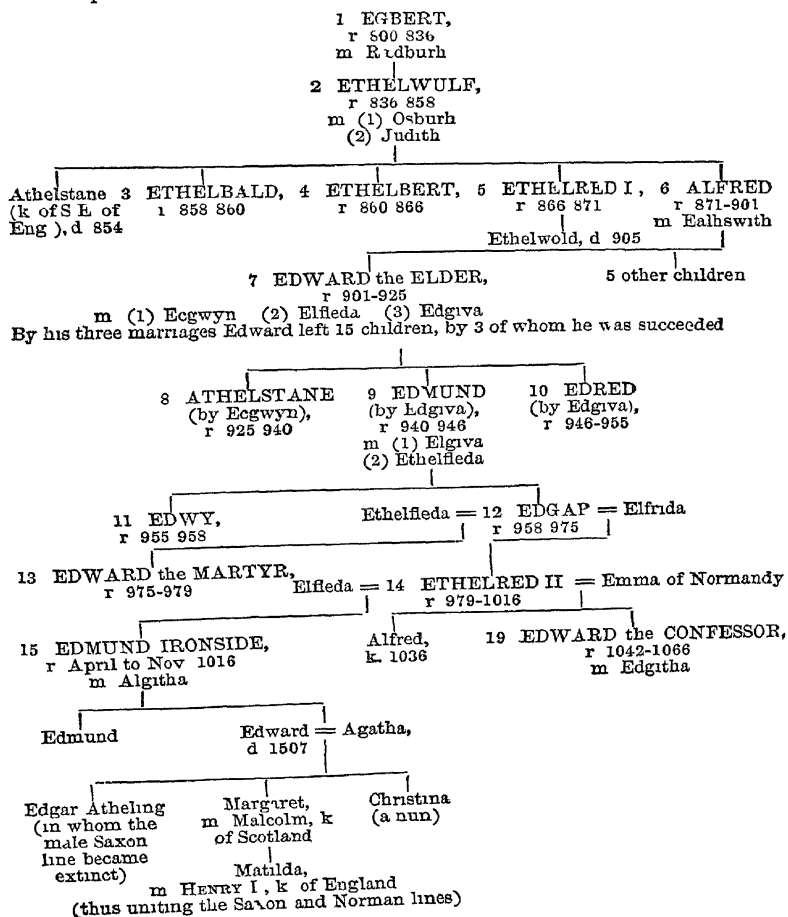 1 EGBERT,
r 800 836
m Redburh
2 ETHELWULF,
r 836 858
m (1) Osburh
(2) Judith
Athelstane 3 ETHELBALD, 4 ETHELBERT, 5 ETHELRED I, 6 ALFRED
(k of S E of r 858 860 r 860 866 r 866 871 r 871-901
Eng), d 854 m Ealhswith
Ethelwold, d 905
7 EDWARD the ELDER, 5 other children
r 901-925
m (1) Ecgwyn (2) Elfleda (3) Edgiva
By his three marriages Edward left 15 children, by 3 of whom he was succeeded
8 ATHELSTANE 9 EDMUND 10 EDRED
(by Ecgwyn), (by Edgiva), (by Edgiva),
r 925 940 r 940 946 r 946-955
m (1) Elgiva
(2) Ethelfleda
11 EDWY, Ethelfleda = 12 EDGAR = Elfrida
r 955 958 r 958 975
13 EDWARD the MARTYR, Elfleda = 14 ETHELRED II = Emma of Normandy
r 975-979 r 979-1016
15 EDMUND IRONSIDE, Alfred, 19 EDWARD the CONFESSOR,
r April to Nov 1016 k. 1036 r 1042-1066
m Algitha m Edgitha
Edmund Edward = Agatha,
d 1507
Edgar Atheling Margaret, Christina
(in whom the m Malcolm, k (a nun)
male Saxon of Scotland
line became
extinct) Matilda,
m HENRY I, k of England
(thus uniting the Saxon and Norman lines)